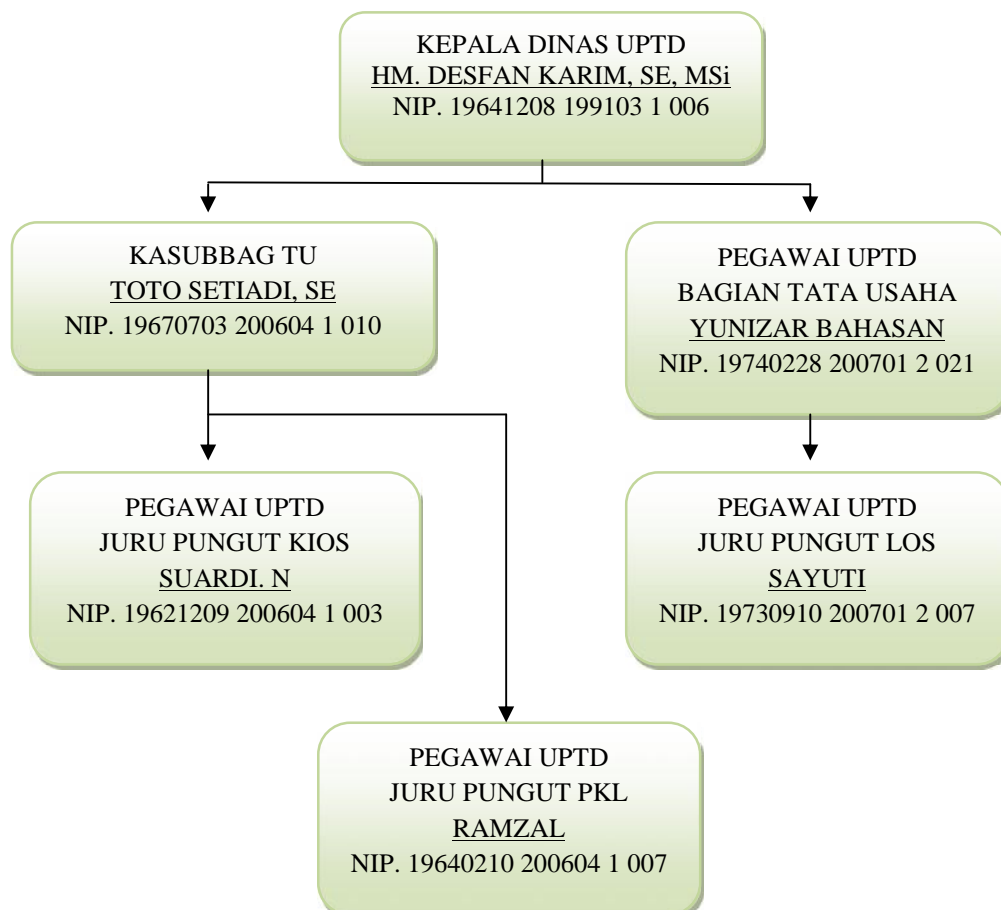 KEPALA DINAS UPTD
HM. DESFAN KARIM, SE, MSi
NIP. 19641208 199103 1 006
KASUBBAG TU
TOTO SETIADI, SE
NIP. 19670703 200604 1 010
PEGAWAI UPTD
BAGIAN TATA USAHA
YUNIZAR BAHASAN
NIP. 19740228 200701 2 021
PEGAWAI UPTD
JURU PUNGUT KIOS
SUARDI. N
NIP. 19621209 200604 1 003
PEGAWAI UPTD
JURU PUNGUT LOS
SAYUTI
NIP. 19730910 200701 2 007
PEGAWAI UPTD
JURU PUNGUT PKL
RAMZAL
NIP. 19640210 200604 1 007